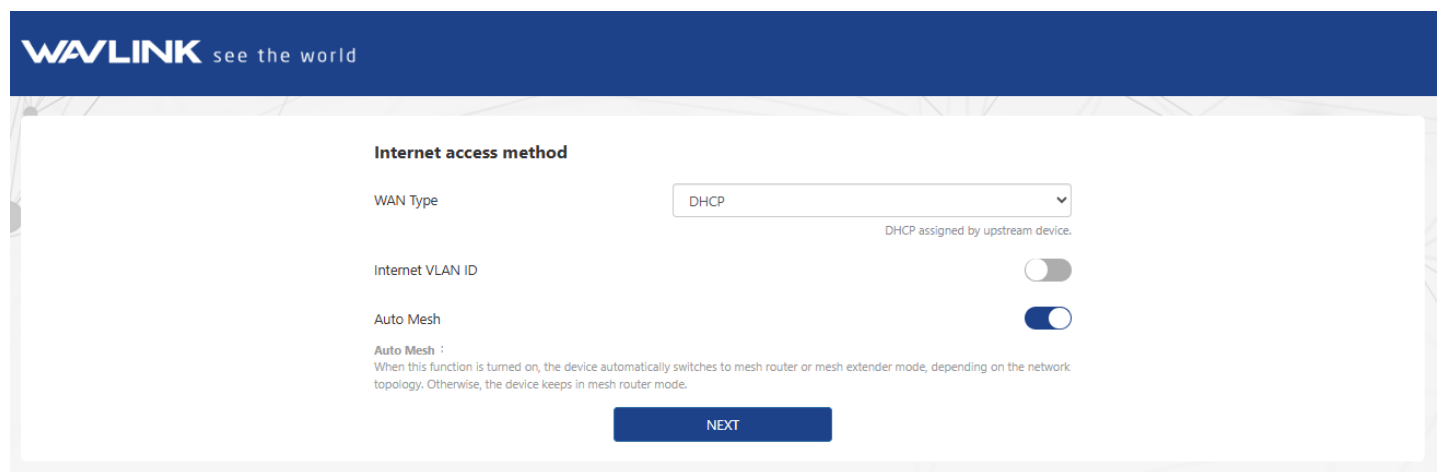 WAVLINK see the world
Internet access method
WAN Type
DHCP
DHCP assigned by upstream device.
Internet VLAN ID
Auto Mesh
Auto Mesh：
When this function is turned on, the device automatically switches to mesh router or mesh extender mode, depending on the network
topology. Otherwise, the device keeps in mesh router mode.
NEXT